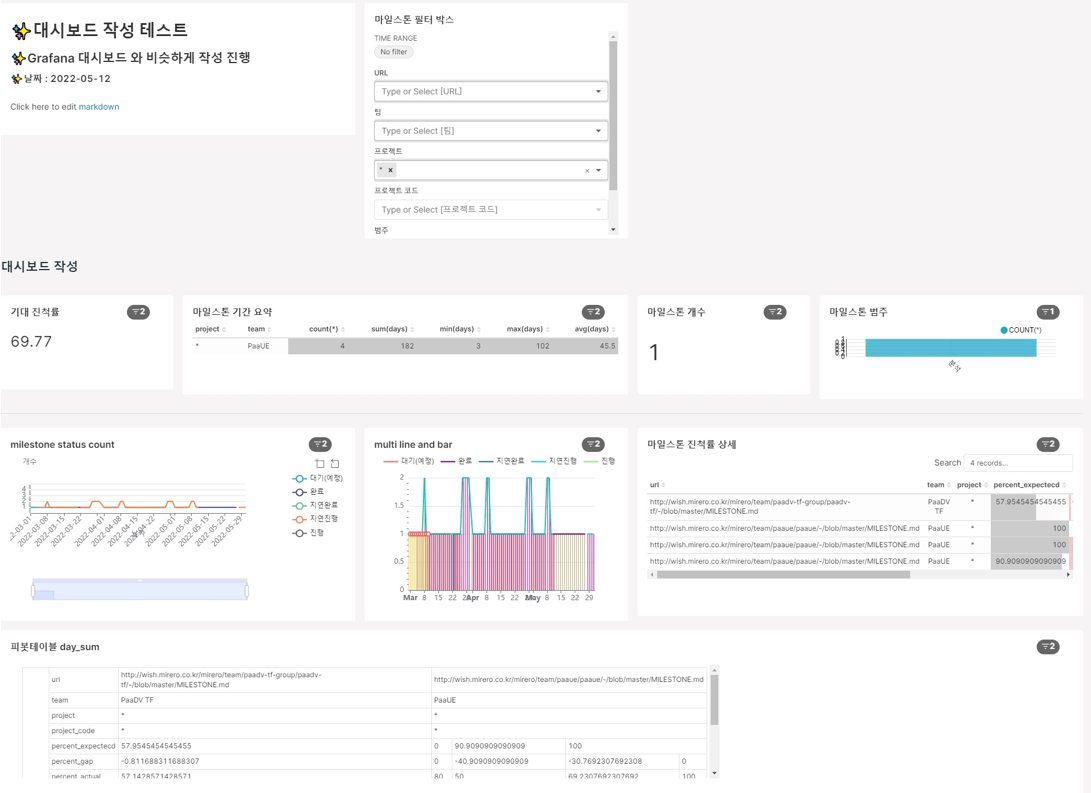 ✨대시보드 작성 테스트
✨Grafana 대시보드 와 비슷하게 작성 진행
✨날짜 : 2022-05-12
Click here to edit markdown
마일스톤 필터 박스
TIME RANGE
No filter
URL
Type or Select [URL]
팀
Type or Select [팀]
프로젝트
* x
프로젝트 코드
Type or Select [프로젝트 코드]
범주
대시보드 작성
기대 진척률 2
69.77
마일스톤 기간 요약 2
project team count(*) sum(days) min(days) max(days) avg(days)
* PaaUE 4 182 3 102 45.5
마일스톤 개수 2
1
마일스톤 범주 1
COUNT(*)
분석
milestone status count 2
개수
대기(예정)
완료
지연완료
지연진행
진행
4
3
2
1
2022-03-08
2022-03-15
2022-03-22
2022-04-01
2022-04-08
2022-04-15
2022-04-22
2022-05-01
2022-05-08
2022-05-15
2022-05-22
2022-05-29
multi line and bar 2
대기(예정) 완료 지연완료 지연진행 진행
2
1.5
1
0.5
0
Mar 8 15 22 Apr 8 15 22 May 8 15 22 29
마일스톤 진척률 상세 2
Search 4 records...
url team project percent_expectecd
http://wish.mirero.co.kr/mirero/team/paadv-tf-group/paadv-
tf/-/blob/master/MILESTONE.md PaaDV TF * 57.9545454545455
http://wish.mirero.co.kr/mirero/team/paaue/paaue/-/blob/master/MILESTONE.md PaaUE * 100
http://wish.mirero.co.kr/mirero/team/paaue/paaue/-/blob/master/MILESTONE.md PaaUE * 100
http://wish.mirero.co.kr/mirero/team/paaue/paaue/-/blob/master/MILESTONE.md PaaUE * 90.9090909090909
피봇테이블 day_sum 2
url http://wish.mirero.co.kr/mirero/team/paadv-tf-group/paadv-
tf/-/blob/master/MILESTONE.md http://wish.mirero.co.kr/mirero/team/paaue/paaue/-/blob/master/MILESTONE.md
team PaaDV TF PaaUE
project * *
project_code * *
percent_expectecd 57.9545454545455 0 90.9090909090909 100
percent_gap -0.811688311688307 0 -40.9090909090909 -30.7692307692308 0
percent_actual 57.1428571428571 80 50 69.2307692307692 100